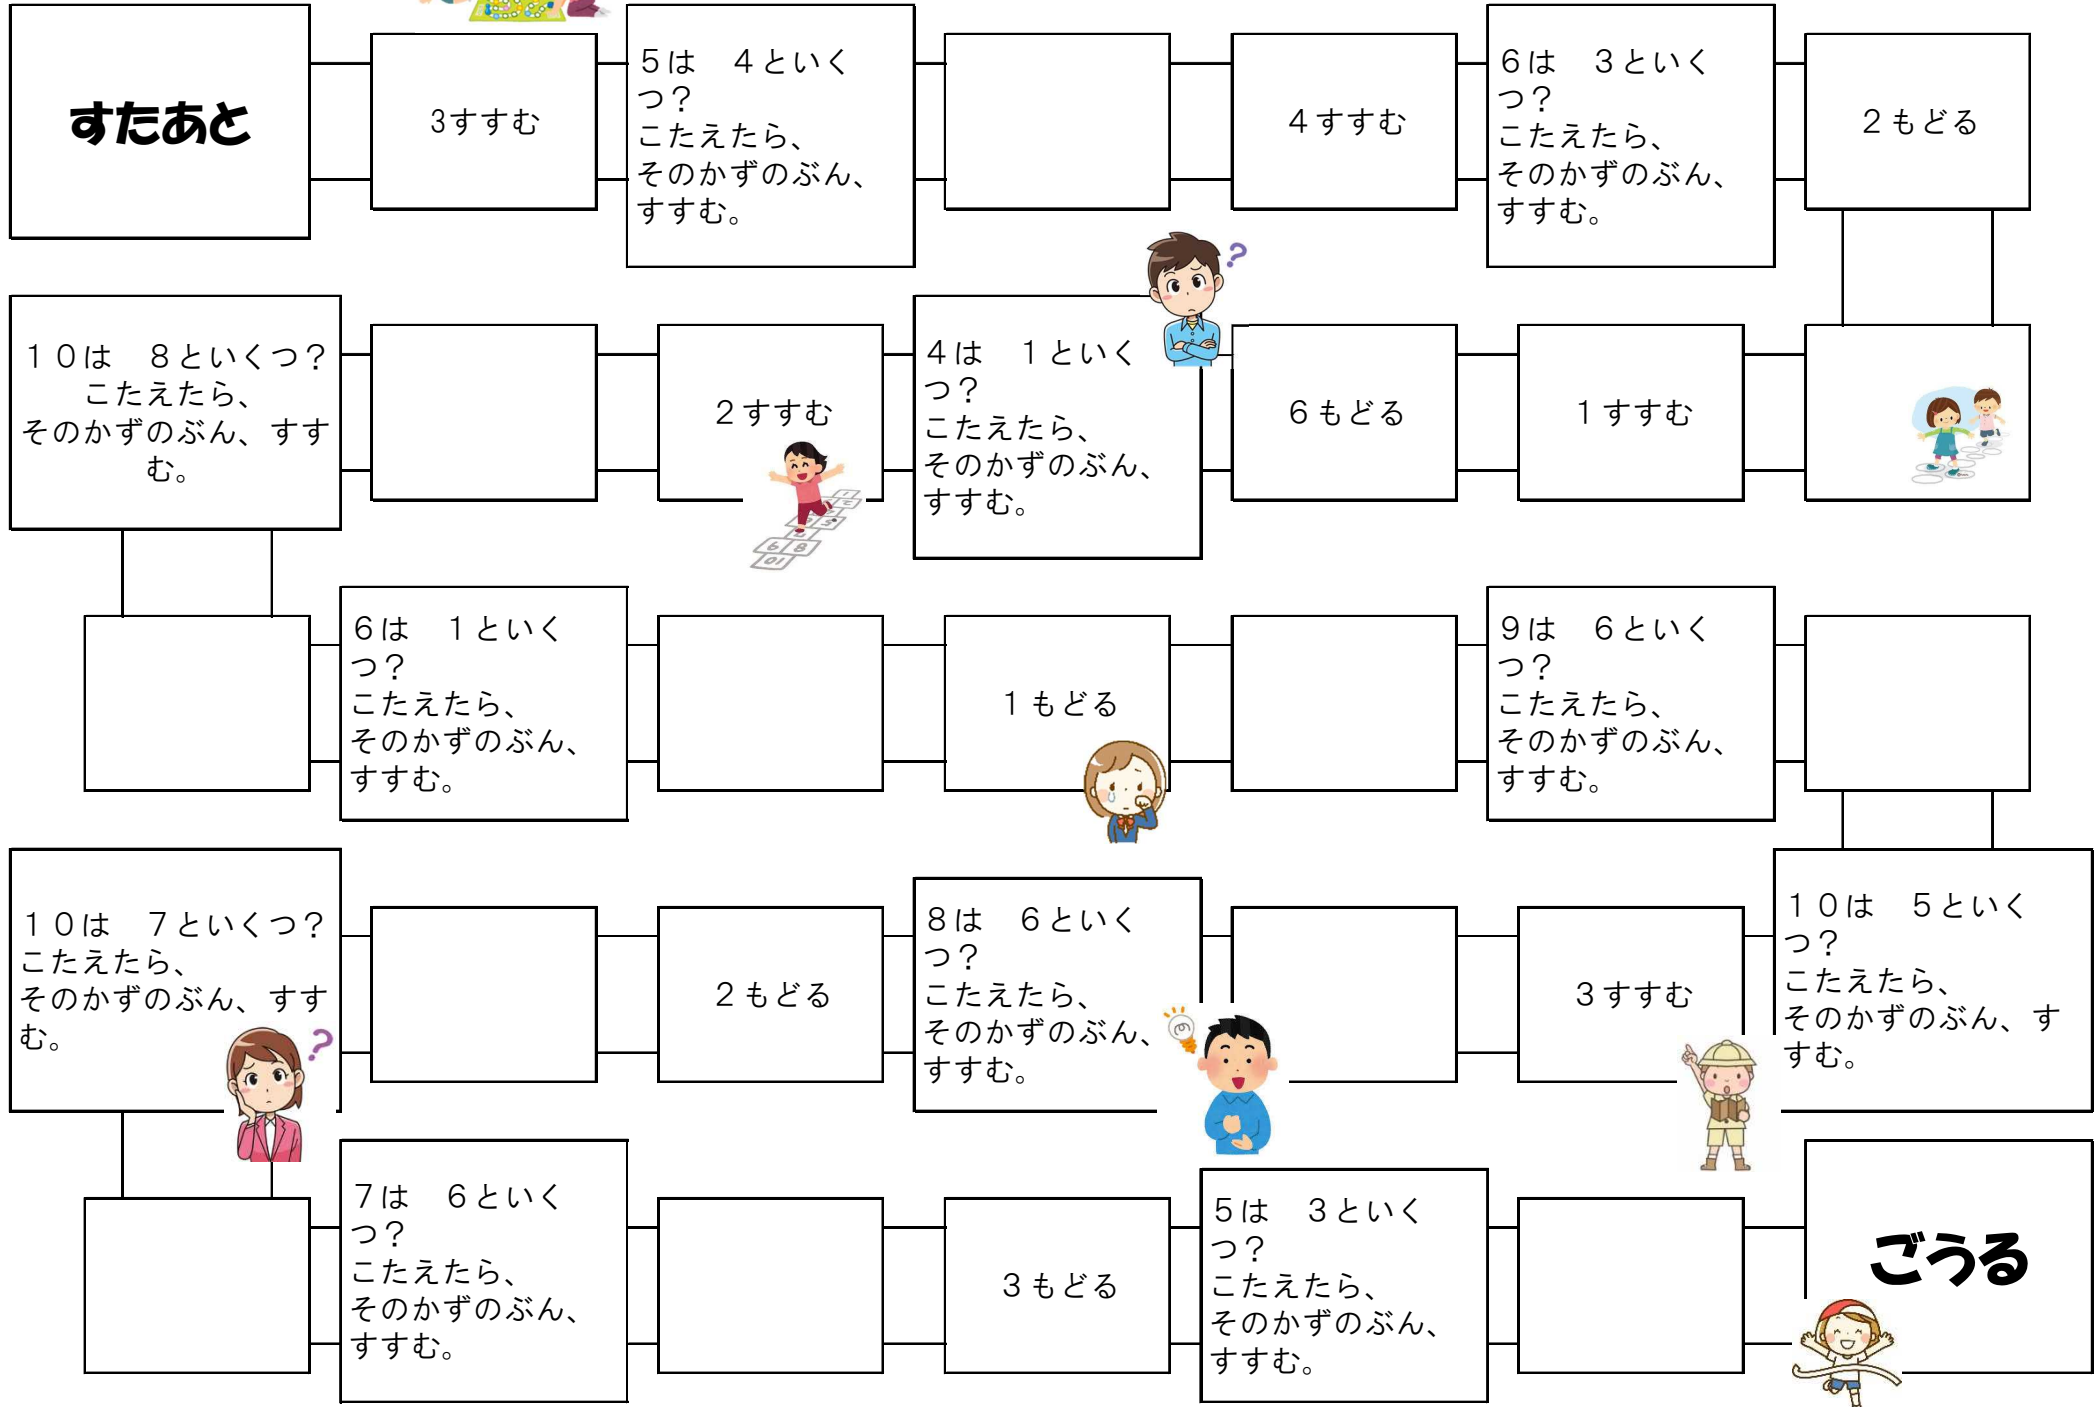 すたあと
3すすむ
5は　４といく
つ？
こたえたら、
そのかずのぶん、
すすむ。
４すすむ
６は　３といく
つ？
こたえたら、
そのかずのぶん、
すすむ。
２もどる
１すすむ
６もどる
４は　１といく
つ？
こたえたら、
そのかずのぶん、
すすむ。
２すすむ
１０は　８といくつ？
こたえたら、
そのかずのぶん、すす
む。
６は　１といく
つ？
こたえたら、
そのかずのぶん、
すすむ。
１もどる
９は　６といく
つ？
こたえたら、
そのかずのぶん、
すすむ。
１０は　５といく
つ？
こたえたら、
そのかずのぶん、す
すむ。
３すすむ
８は　６といく
つ？
こたえたら、
そのかずのぶん、
すすむ。
２もどる
１０は　７といくつ？
こたえたら、
そのかずのぶん、すす
む。
７は　６といく
つ？
こたえたら、
そのかずのぶん、
すすむ。
３もどる
５は　３といく
つ？
こたえたら、
そのかずのぶん、
すすむ。
ごうる